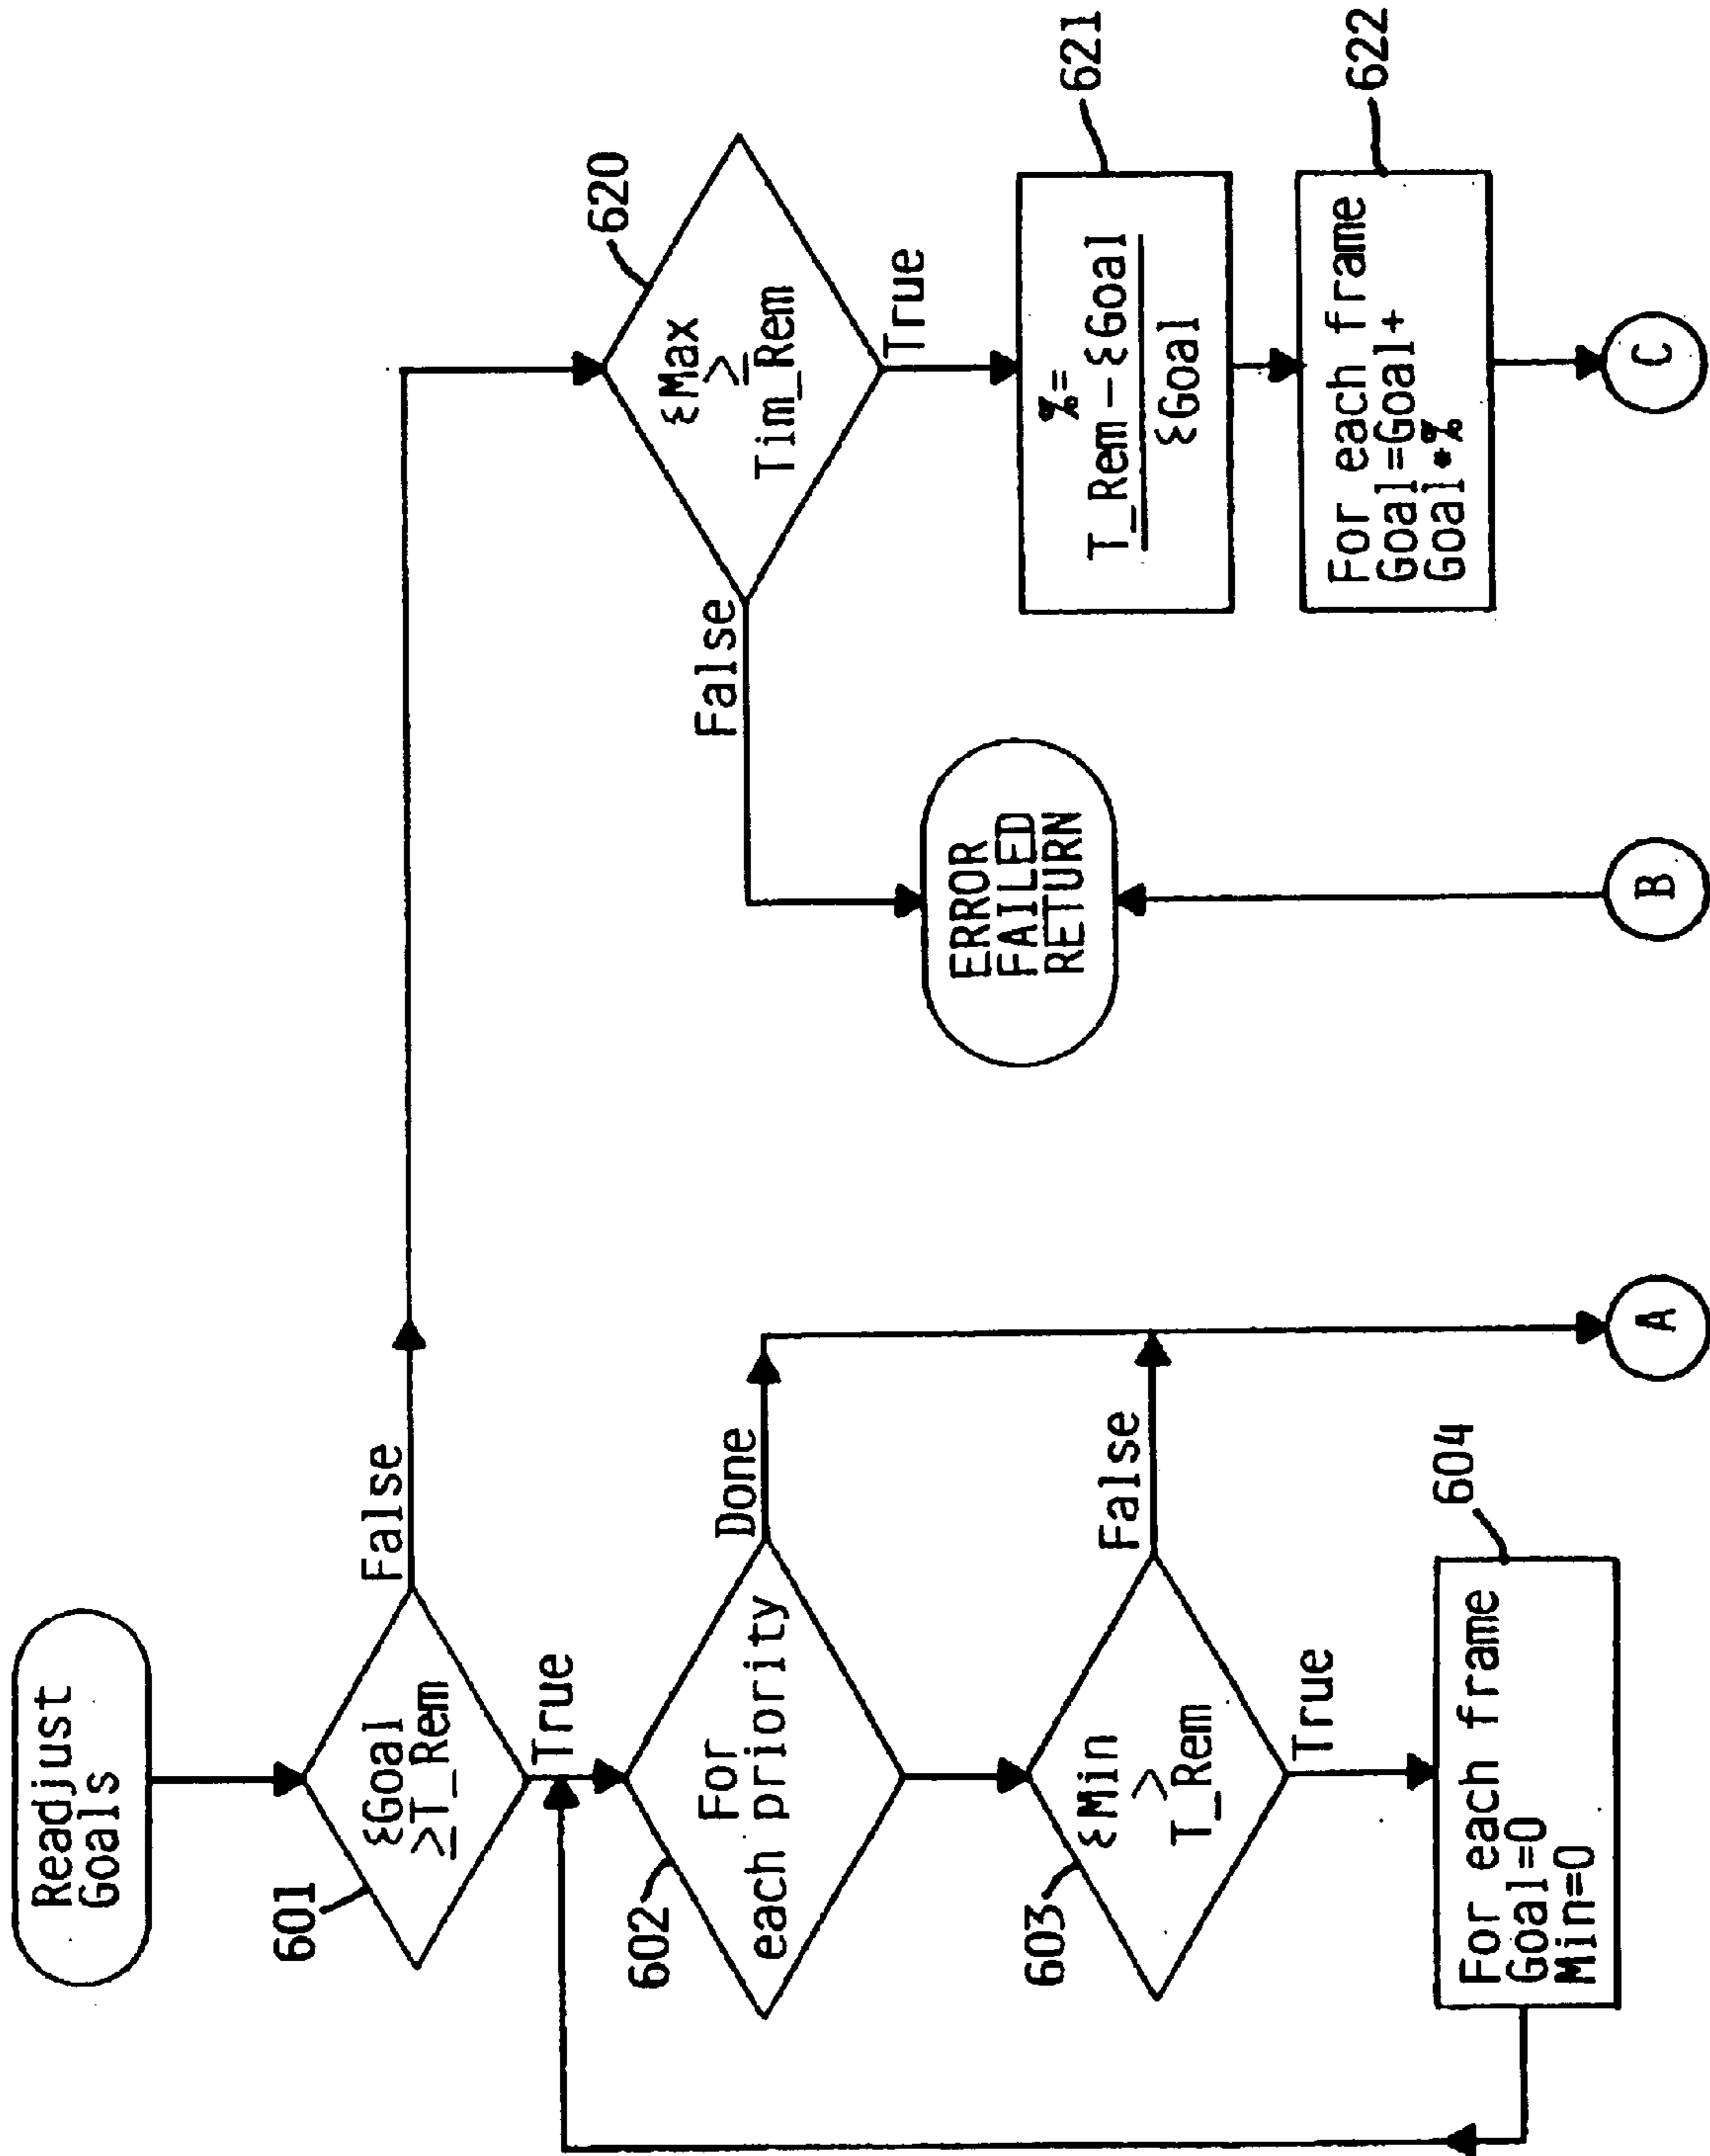 Readjust
Goals
601
ΣGoal
≥T_Rem
False
True
602
For
each priority
Done
603
Σ Min
>
T_Rem
False
True
604
For each frame
Goal=0
Min=0
A
620
ΣMax
≥
Tim_Rem
False
True
ERROR
FAILED
RETURN
B
621
%=
T_Rem-ΣGoal
ΣGoal
622
For each frame
Goal=Goal+
Goal*%
C